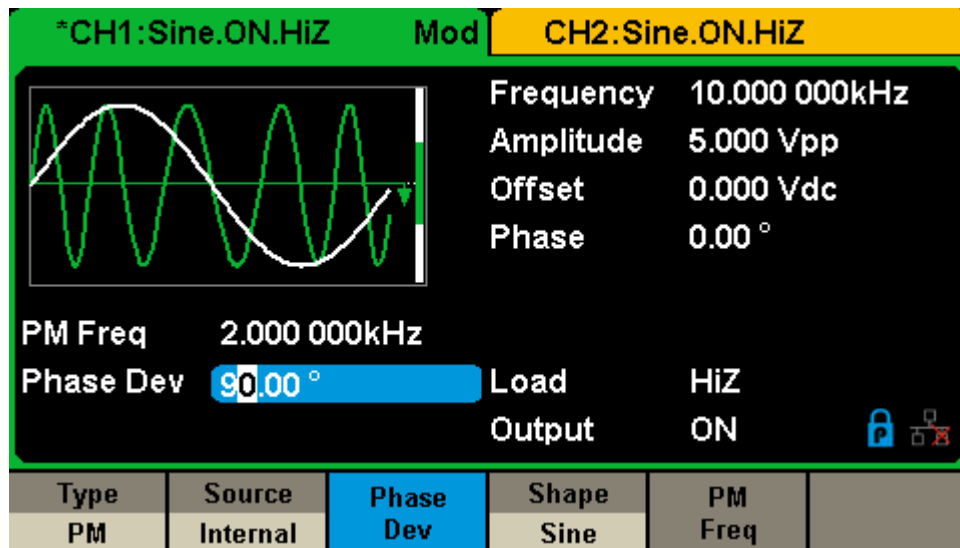 *CH1:Sine.ON.HiZ Mod CH2:Sine.ON.HiZ
Frequency 10.000 000kHz
Amplitude 5.000 Vpp
Offset 0.000 Vdc
Phase 0.00 °
PM Freq 2.000 000kHz
Phase Dev 90.00 ° Load HiZ
Output ON P
Type Source Phase Shape PM
PM Internal Dev Sine Freq